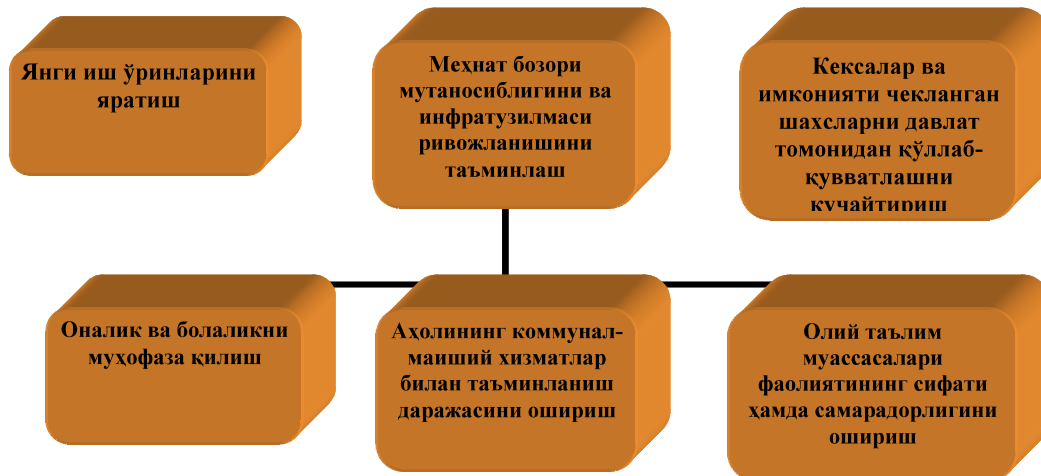 Янги иш ўринларини
яратиш
Меҳнат бозори
мутаносиблигини ва
инфратузилмаси
ривожланишини
таъминлаш
Кексалар ва
имконияти чекланган
шахсларни давлат
томонидан қўллаб-
қувватлашни
кучайтириш
Оналик ва болаликни
муҳофаза қилиш
Аҳолининг коммунал-
маиший хизматлар
билан таъминланиш
даражасини ошириш
Олий таълим
муассасалари
фаолиятининг сифати
ҳамда самарадорлигини
ошириш